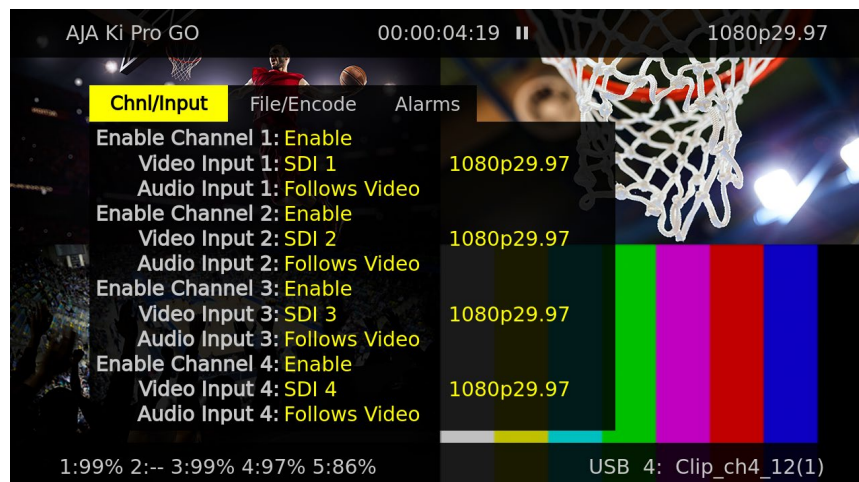 AJA Ki Pro GO 00:00:04:19 1080p29.97
Chnl/Input File/Encode Alarms
Enable Channel 1: Enable
Video Input 1: SDI 1 1080p29.97
Audio Input 1: Follows Video
Enable Channel 2: Enable
Video Input 2: SDI 2 1080p29.97
Audio Input 2: Follows Video
Enable Channel 3: Enable
Video Input 3: SDI 3 1080p29.97
Audio Input 3: Follows Video
Enable Channel 4: Enable
Video Input 4: SDI 4 1080p29.97
Audio Input 4: Follows Video
1:99% 2:-- 3:99% 4:97% 5:86% USB 4: Clip_ch4_12(1)